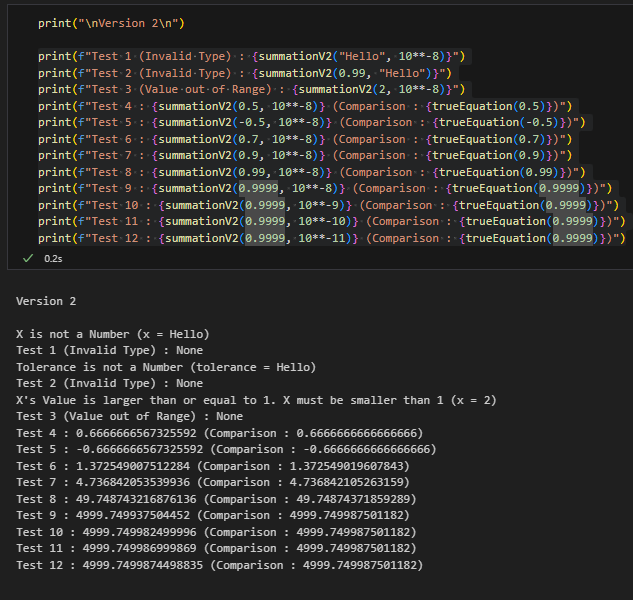 print("\nVersion 2\n")
print(f"Test 1 (Invalid Type) : {summationV2("Hello", 10**-8)}")
print(f"Test 2 (Invalid Type) : {summationV2(0.99, "Hello")}")
print(f"Test 3 (Value out of Range) : {summationV2(2, 10**-8)}")
print(f"Test 4 : {summationV2(0.5, 10**-8)} (Comparison : {trueEquation(0.5)})")
print(f"Test 5 : {summationV2(-0.5, 10**-8)} (Comparison : {trueEquation(-0.5)})")
print(f"Test 6 : {summationV2(0.7, 10**-8)} (Comparison : {trueEquation(0.7)})")
print(f"Test 7 : {summationV2(0.9, 10**-8)} (Comparison : {trueEquation(0.9)})")
print(f"Test 8 : {summationV2(0.99, 10**-8)} (Comparison : {trueEquation(0.99)})")
print(f"Test 9 : {summationV2(0.9999, 10**-8)} (Comparison : {trueEquation(0.9999)})")
print(f"Test 10 : {summationV2(0.9999, 10**-9)} (Comparison : {trueEquation(0.9999)})")
print(f"Test 11 : {summationV2(0.9999, 10**-10)} (Comparison : {trueEquation(0.9999)})")
print(f"Test 12 : {summationV2(0.9999, 10**-11)} (Comparison : {trueEquation(0.9999)})")
0.2s
Version 2
X is not a Number (x = Hello)
Test 1 (Invalid Type) : None
Tolerance is not a Number (tolerance = Hello)
Test 2 (Invalid Type) : None
X's Value is larger than or equal to 1. X must be smaller than 1 (x = 2)
Test 3 (Value out of Range) : None
Test 4 : 0.6666666567325592 (Comparison : 0.6666666666666666)
Test 5 : -0.6666666567325592 (Comparison : -0.6666666666666666)
Test 6 : 1.372549007512284 (Comparison : 1.372549019607843)
Test 7 : 4.736842053539936 (Comparison : 4.736842105263159)
Test 8 : 49.748743216876136 (Comparison : 49.74874371859289)
Test 9 : 4999.749937504452 (Comparison : 4999.749987501182)
Test 10 : 4999.749982499996 (Comparison : 4999.749987501182)
Test 11 : 4999.749986999869 (Comparison : 4999.749987501182)
Test 12 : 4999.7499874498835 (Comparison : 4999.749987501182)